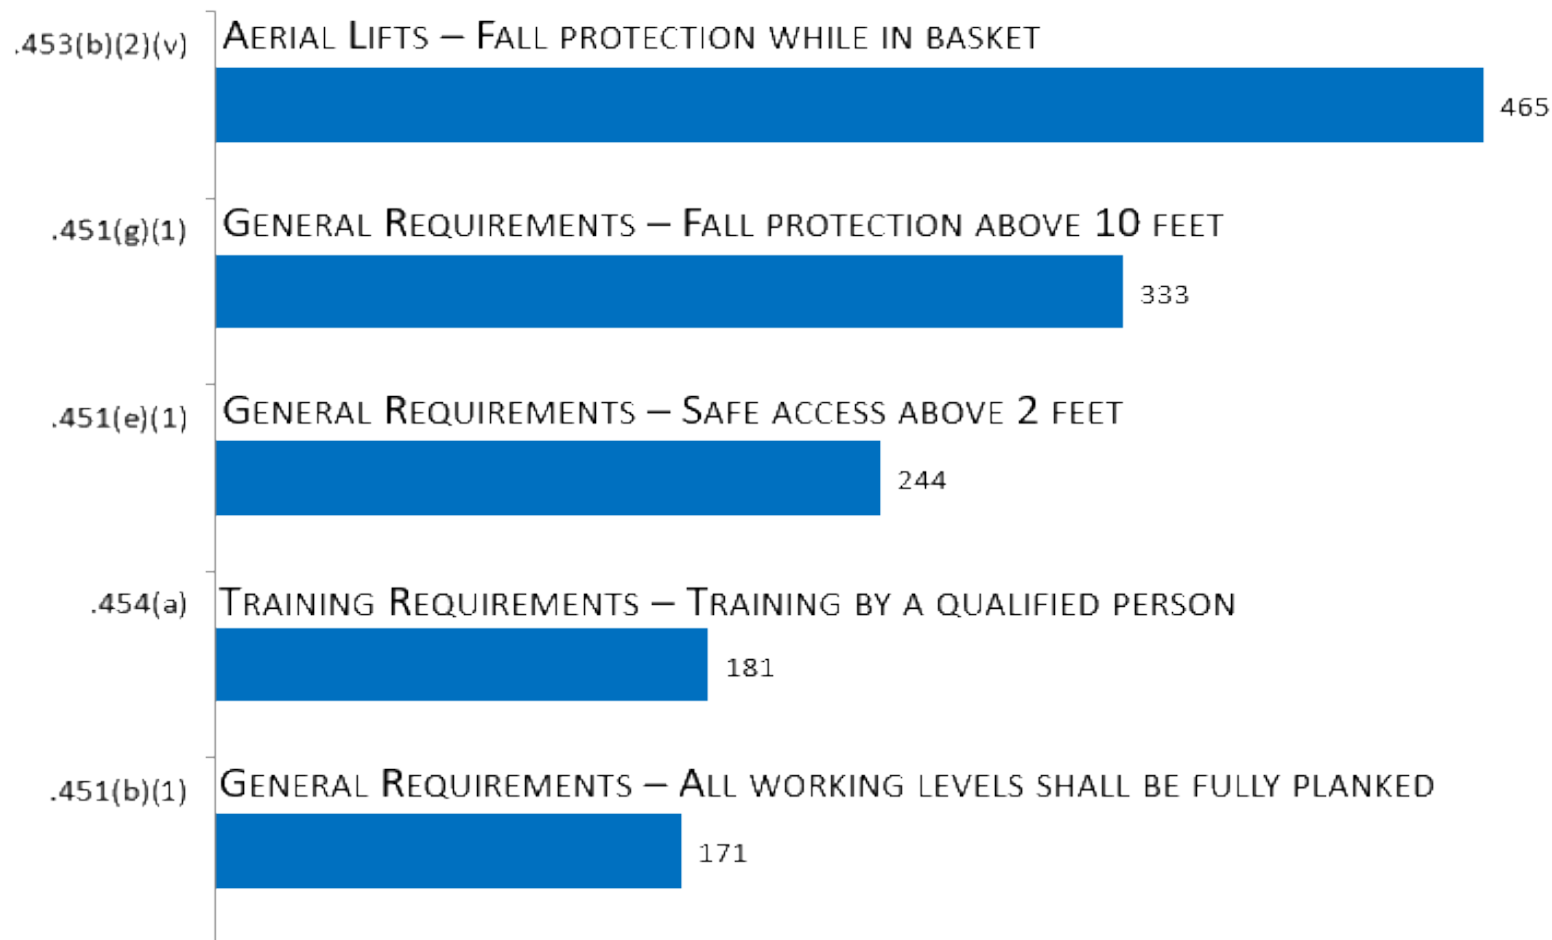 .453(b)(2)(v) Aerial Lifts – Fall protection while in basket
465
.451(g)(1) General Requirements – Fall protection above 10 feet
333
.451(e)(1) General Requirements – Safe access above 2 feet
244
.454(a) Training Requirements – Training by a qualified person
181
.451(b)(1) General Requirements – All working levels shall be fully planked
171